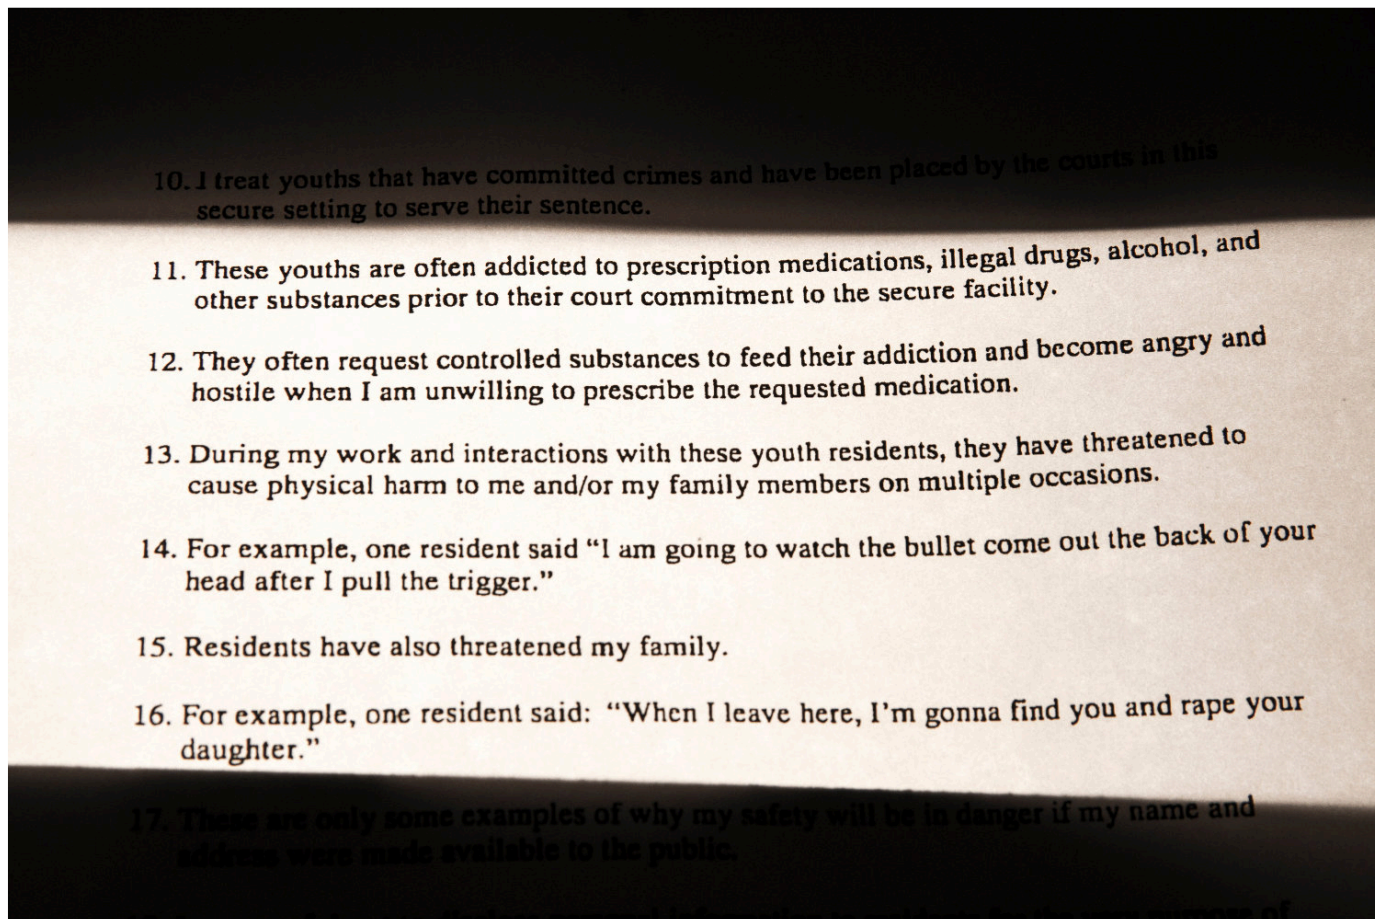 10. I treat youths that have committed crimes and have been placed by the courts in this
secure setting to serve their sentence.
11. These youths are often addicted to prescription medications, illegal drugs, alcohol, and
other substances prior to their court commitment to the secure facility.
12. They often request controlled substances to feed their addiction and become angry and
hostile when I am unwilling to prescribe the requested medication.
13. During my work and interactions with these youth residents, they have threatened to
cause physical harm to me and/or my family members on multiple occasions.
14. For example, one resident said “I am going to watch the bullet come out the back of your
head after I pull the trigger.”
15. Residents have also threatened my family.
16. For example, one resident said: “When I leave here, I’m gonna find you and rape your
daughter.”
17. These are only some examples of why my safety will be in danger if my name and
address were made available to the public.